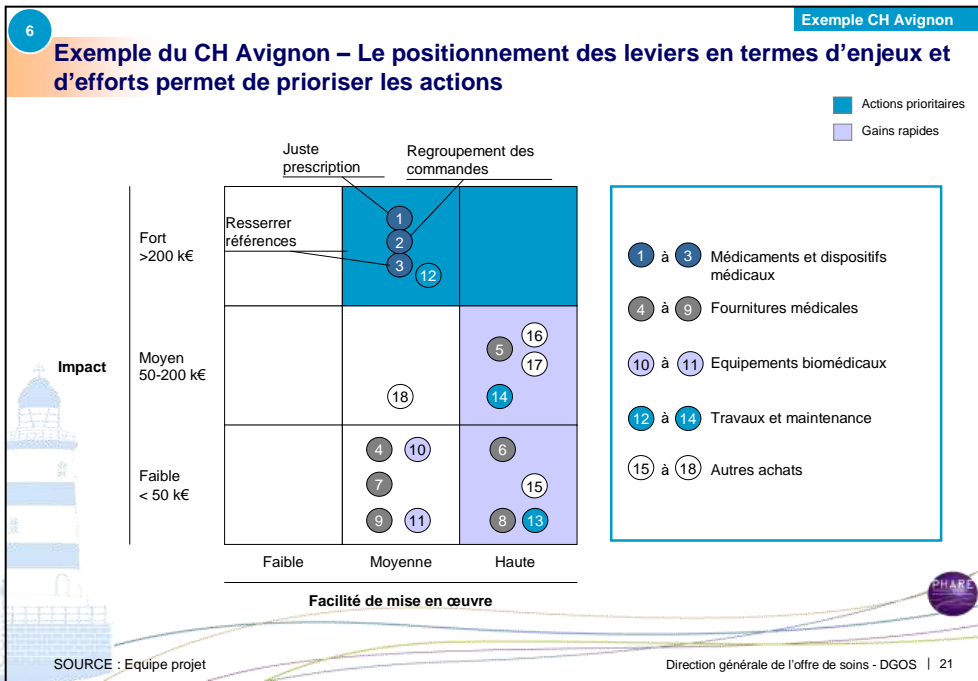 6
Exemple CH Avignon
Exemple du CH Avignon – Le positionnement des leviers en termes d'enjeux et
d'efforts permet de prioriser les actions
Actions prioritaires
Gains rapides
Juste
prescription
Regroupement des
commandes
Resserrer
références
Impact
Fort
>200 k€
1
2
3
12
Moyen
50-200 k€
18
5
16
17
14
Faible
< 50 k€
4
10
7
9
11
6
15
8
13
Faible
Moyenne
Haute
Facilité de mise en œuvre
1 à 3 Médicaments et dispositifs
médicaux
4 à 9 Fournitures médicales
10 à 11 Equipements biomédicaux
12 à 14 Travaux et maintenance
15 à 18 Autres achats
PHARE
SOURCE : Equipe projet
Direction générale de l'offre de soins - DGOS | 21